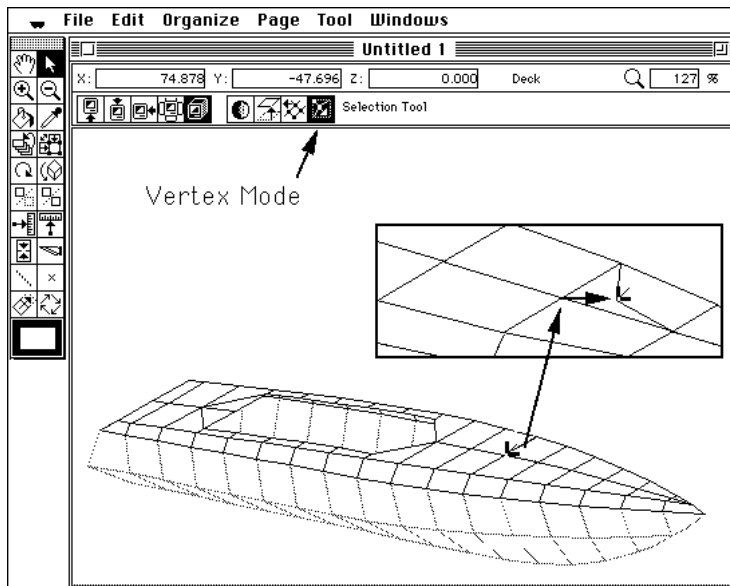 File Edit Organize Page Tool Windows
Untitled 1
X: 74.878 Y: -47.696 Z: 0.000 Deck 127 %
Selection Tool
Vertex Mode